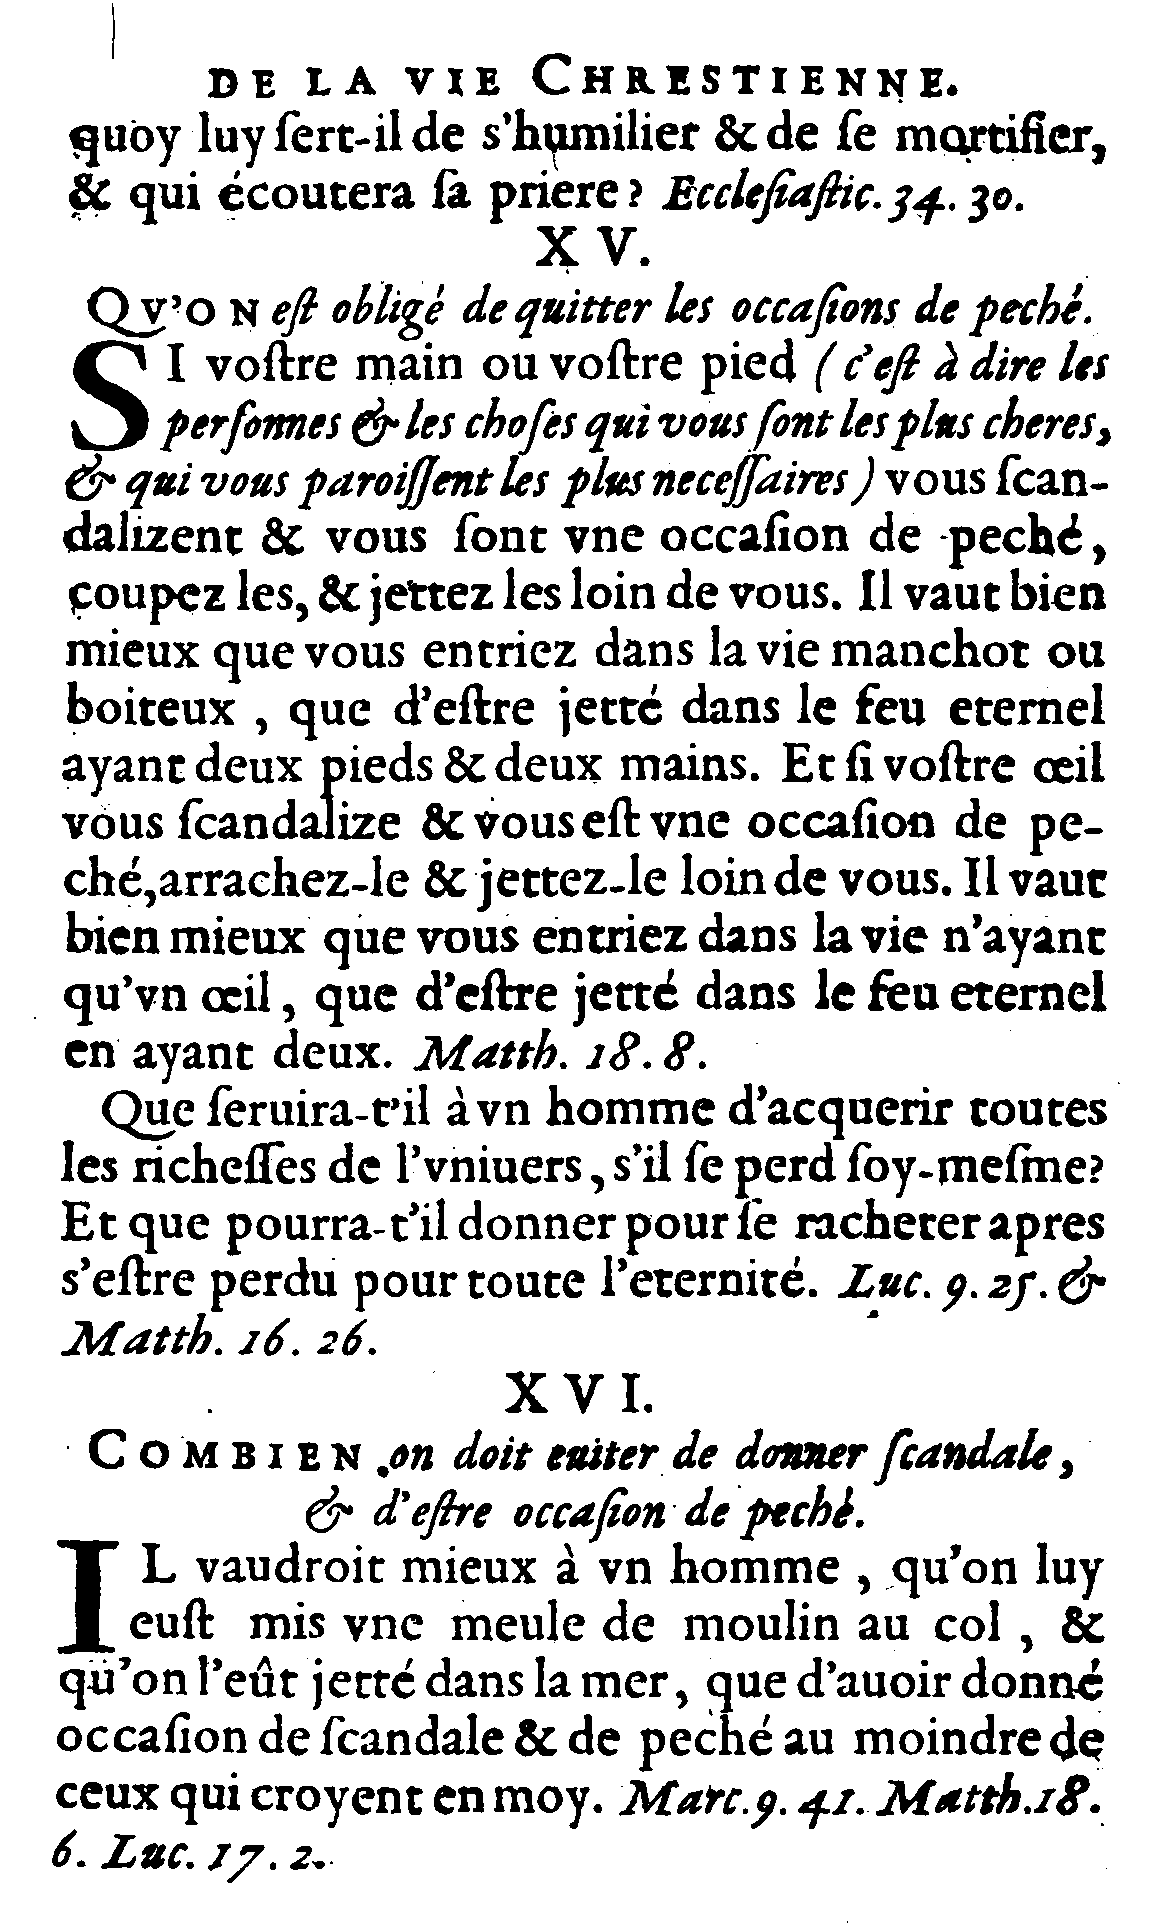 DE LA VIE CHRESTIENNE.
quoy luy ſert-il de s'humilier & de ſe mortifier,
& qui écoutera ſa priere ? Eccleſiaſtic. 34. 30.
XV.
QV'ON eſt obligé de quitter les occaſions de peché.
SI voſtre main ou voſtre pied ( c'eſt à dire les
perſonnes & les choſes qui vous ſont les plus cheres,
& qui vous paroiſſent les plus neceſſaires ) vous ſcan-
dalizent & vous ſont vne occaſion de peché,
coupez les, & jettez les loin de vous. Il vaut bien
mieux que vous entriez dans la vie manchot ou
boiteux , que d'eſtre jetté dans le feu eternel
ayant deux pieds & deux mains. Et ſi voſtre œil
vous ſcandalize & vous eſt vne occaſion de pe-
ché, arrachez-le & jettez-le loin de vous. Il vaut
bien mieux que vous entriez dans la vie n'ayant
qu'vn œil, que d'eſtre jetté dans le feu eternel
en ayant deux. Matth. 18. 8.
Que ſeruira-t'il à vn homme d'acquerir toutes
les richeſſes de l'vniuers, s'il ſe perd ſoy-meſme?
Et que pourra-t'il donner pour ſe racheter apres
s'eſtre perdu pour toute l'eternité. Luc. 9. 25. &
Matth. 16. 26.
XVI.
COMBIEN on doit euiter de donner ſcandale,
& d'eſtre occaſion de peché.
IL vaudroit mieux à vn homme , qu'on luy
euſt mis vne meule de moulin au col , &
qu'on l'eût jetté dans la mer, que d'auoir donné
occaſion de ſcandale & de peché au moindre de
ceux qui croyent en moy. Marc. 9. 41. Matth. 18.
6. Luc. 17. 2.